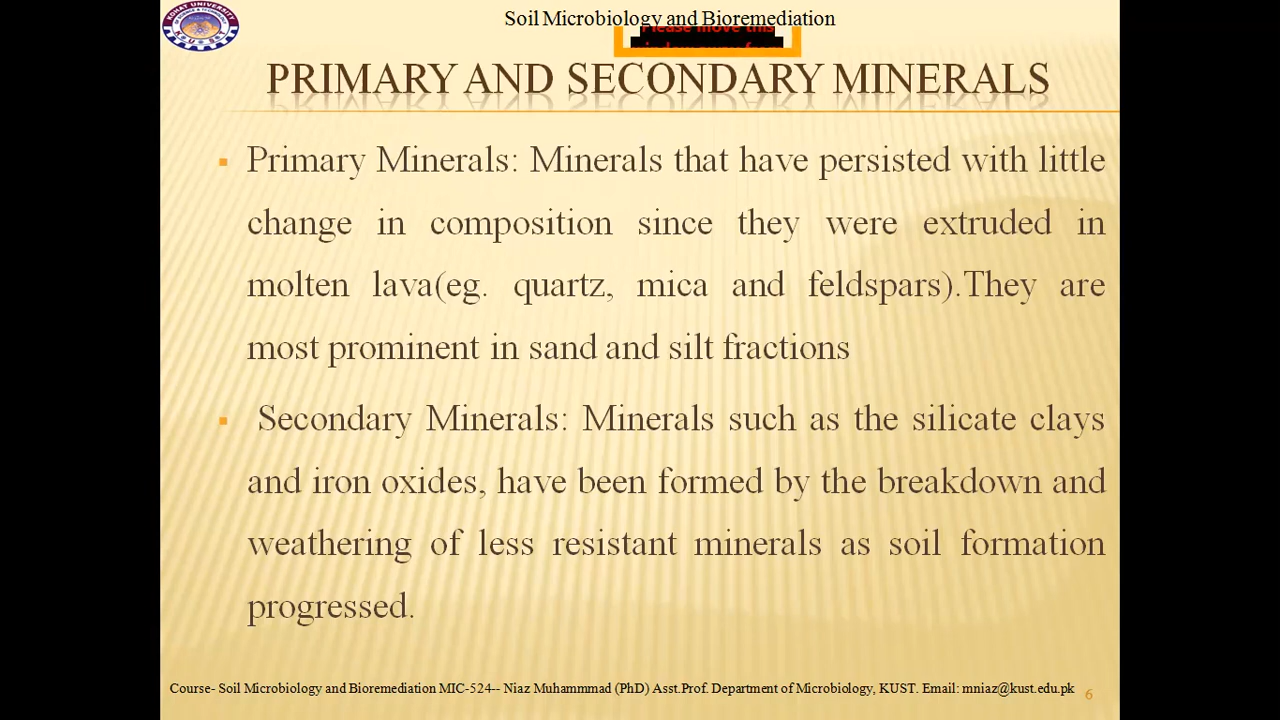 Soil Microbiology and Bioremediation
Please move this
PRIMARY AND SECONDARY MINERALS
▪ Primary Minerals: Minerals that have persisted with little
change in composition since they were extruded in
molten lava(eg. quartz, mica and feldspars).They are
most prominent in sand and silt fractions
▪ Secondary Minerals: Minerals such as the silicate clays
and iron oxides, have been formed by the breakdown and
weathering of less resistant minerals as soil formation
progressed.
Course- Soil Microbiology and Bioremediation MIC-524-- Niaz Muhammmad (PhD) Asst.Prof. Department of Microbiology, KUST. Email: mniaz@kust.edu.pk 6